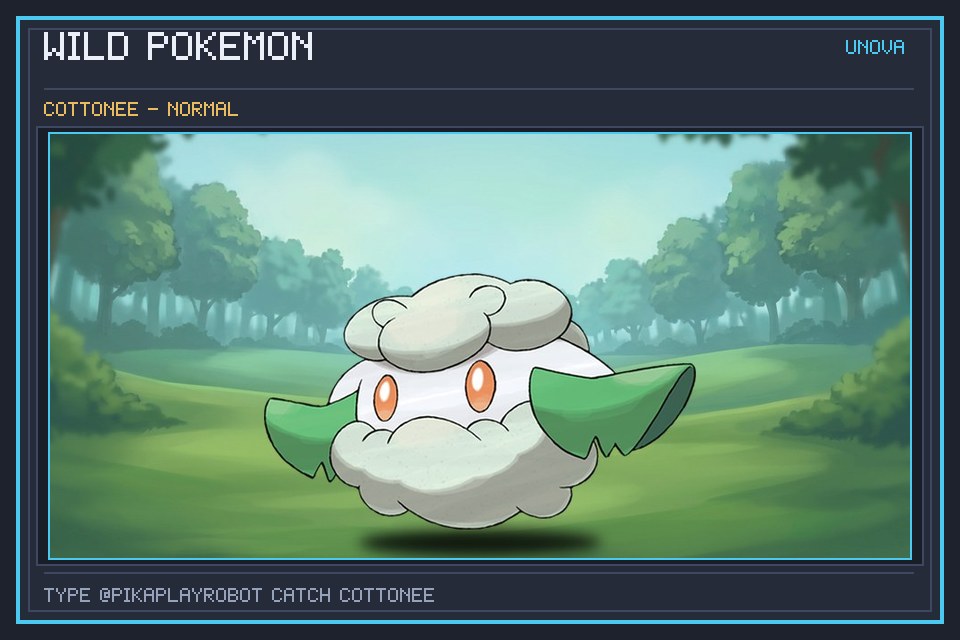 WILD POKEMON
UNOVA
COTTONEE - NORMAL
TYPE @PIKAPLAYROBOT CATCH COTTONEE